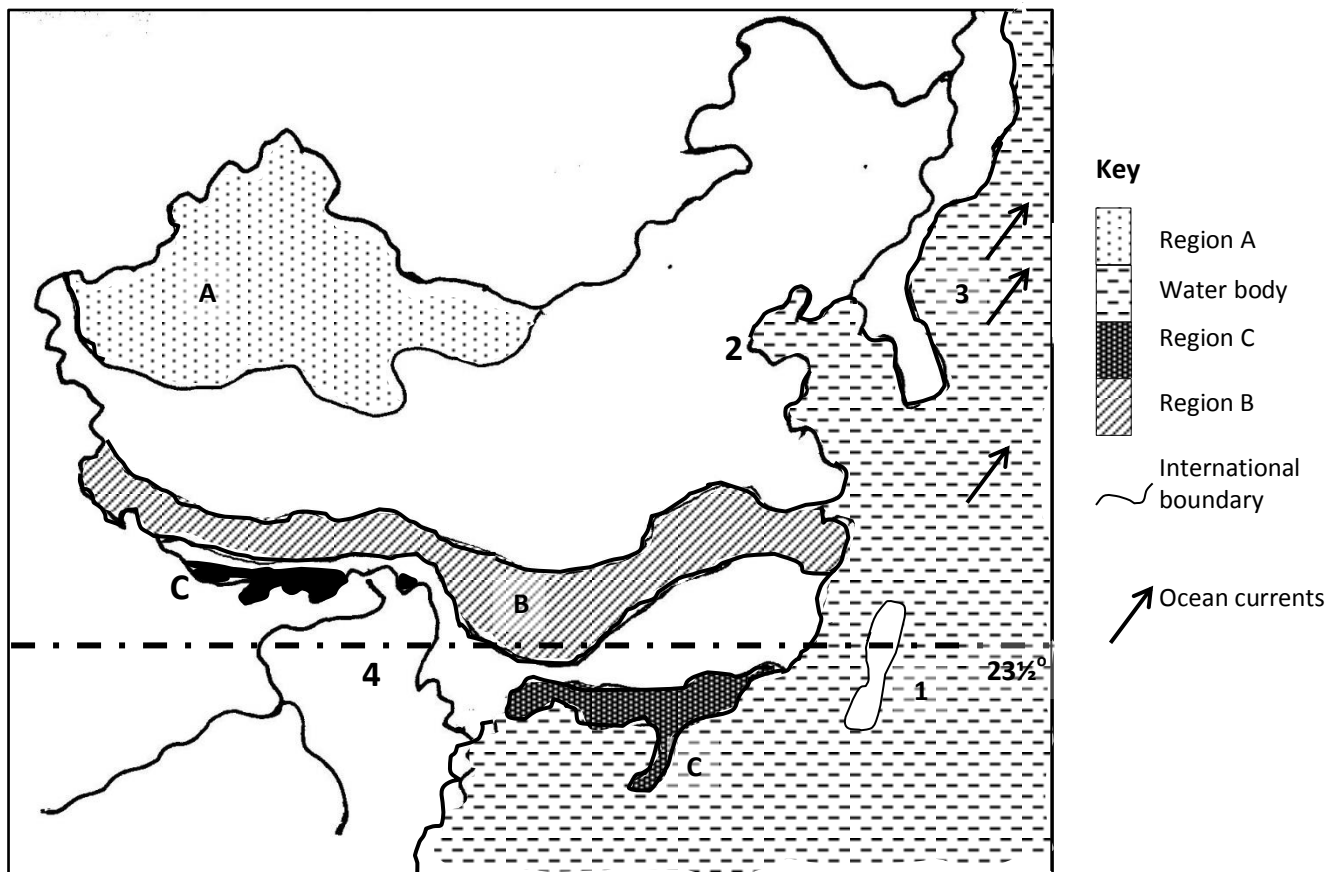 A
3
2
C
B
4
23½°
1
C
Key
Region A
Water body
Region C
Region B
International
boundary
Ocean currents